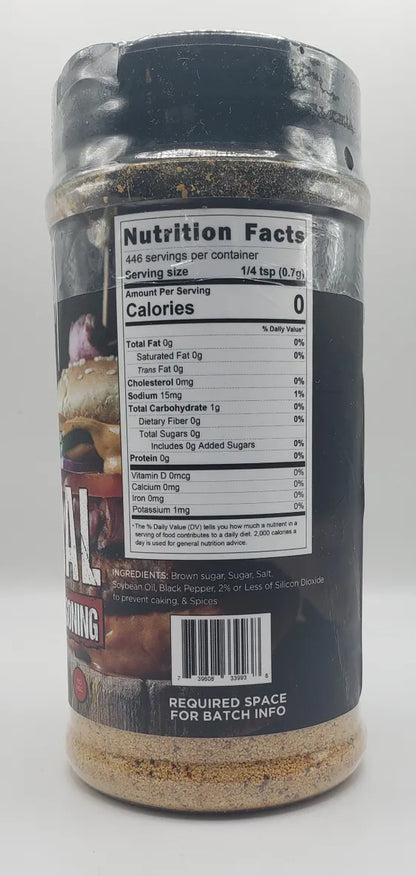 Nutrition Facts
446 servings per container
Serving size 1/4 tsp (0.7g)
Amount Per Serving
Calories 0
% Daily Value*
Total Fat 0g 0%
Saturated Fat 0g 0%
Trans Fat 0g
Cholesterol 0mg 0%
Sodium 15mg 1%
Total Carbohydrate 1g 0%
Dietary Fiber 0g 0%
Total Sugars 0g
Includes 0g Added Sugars 0%
Protein 0g 0%
Vitamin D 0mcg 0%
Calcium 0mg 0%
Iron 0mg 0%
Potassium 1mg 0%
*The % Daily Value (DV) tells you how much a nutrient in a
serving of food contributes to a daily diet. 2,000 calories a
day is used for general nutrition advice.
AL
ONING
INGREDIENTS: Brown sugar, Sugar, Salt,
Soybean Oil, Black Pepper, 2% or Less of Silicon Dioxide
to prevent caking, & Spices
7 39608 33993 6
REQUIRED SPACE
FOR BATCH INFO